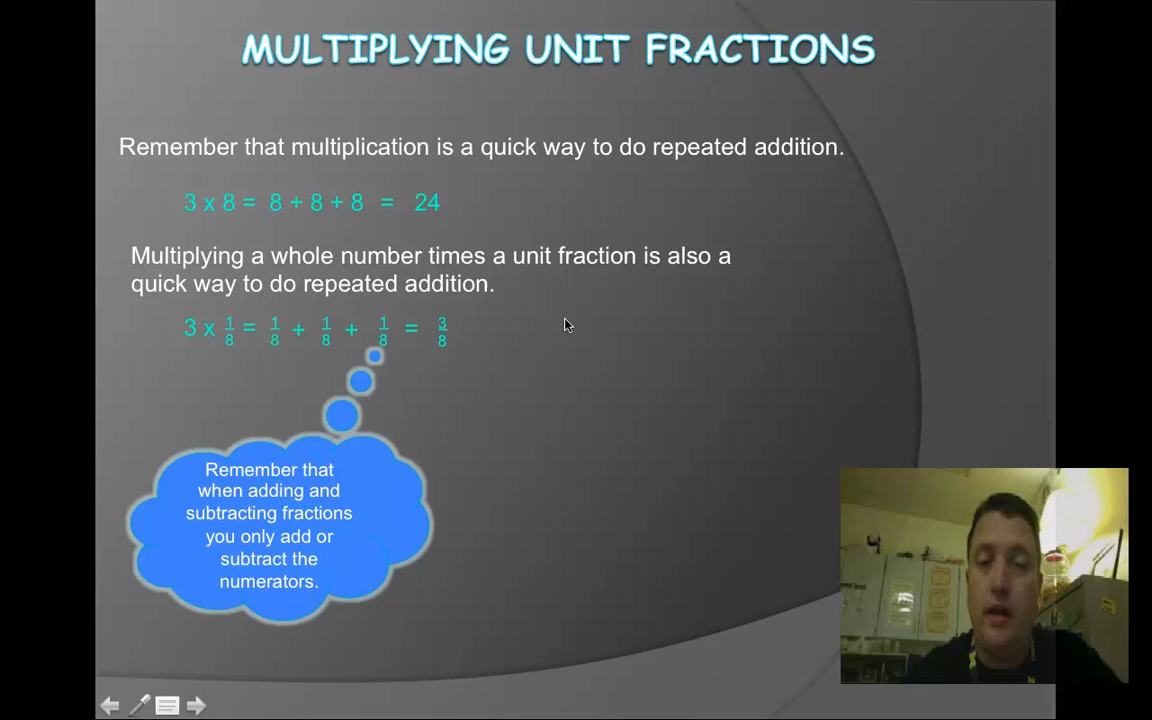 MULTIPLYING UNIT FRACTIONS
Remember that multiplication is a quick way to do repeated addition.
3 x 8 = 8 + 8 + 8 = 24
Multiplying a whole number times a unit fraction is also a
quick way to do repeated addition.
3 x 1/8 = 1/8 + 1/8 + 1/8 = 3/8
Remember that
when adding and
subtracting fractions
you only add or
subtract the
numerators.